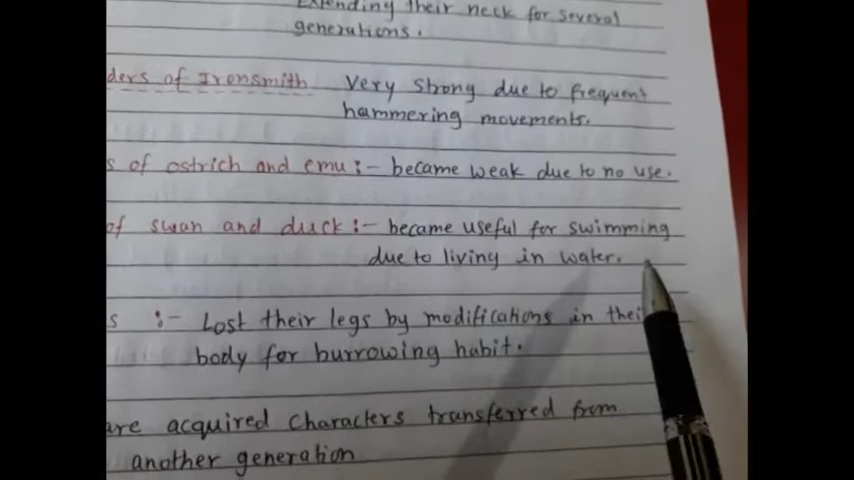 Extending their neck for several
generations.
ders of Ironsmith Very strong due to frequent
hammering movements.
s of ostrich and emu :- became weak due to no use.
of swan and duck :- became useful for swimming
due to living in water.
s :- Lost their legs by modifications in thei
body for burrowing habit.
are acquired characters transferred from
another generation